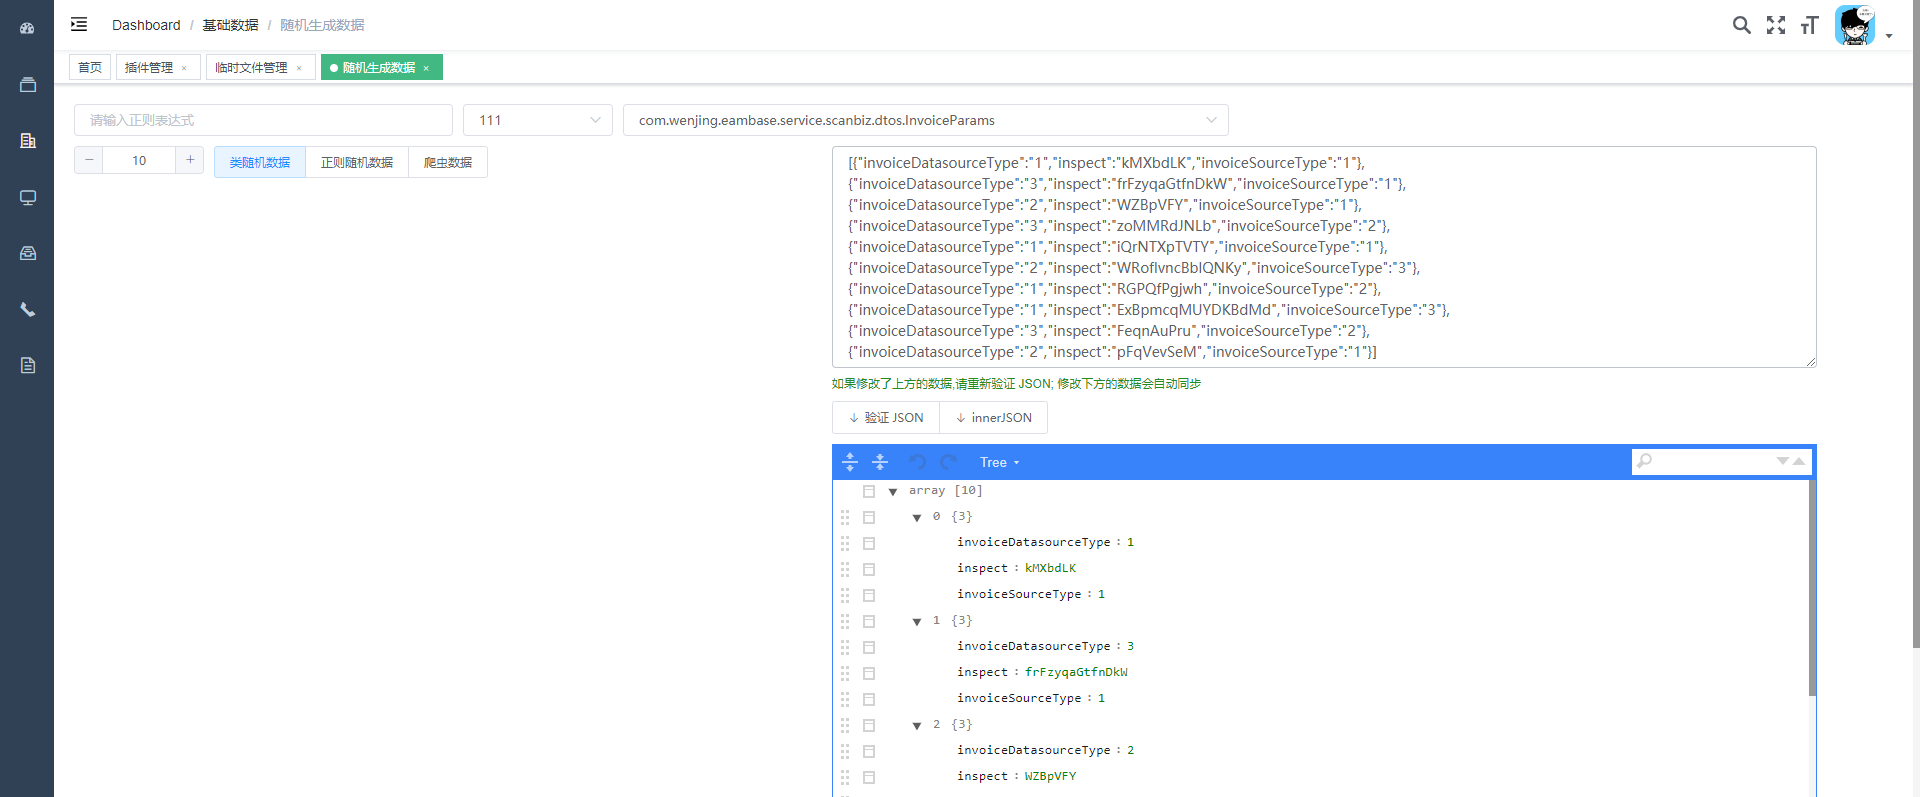 Dashboard / 基础数据 / 随机生成数据
首页 插件管理 × 临时文件管理 × 随机生成数据 ×
请输入正则表达式 111 com.wenjing.eambase.service.scanbiz.dtos.InvoiceParams
− 10 + 类随机数据 正则随机数据 爬虫数据
[{"invoiceDatasourceType":"1","inspect":"kMXbdLK","invoiceSourceType":"1"},
{"invoiceDatasourceType":"3","inspect":"frFzyqaGtfnDkW","invoiceSourceType":"1"},
{"invoiceDatasourceType":"2","inspect":"WZBpVFY","invoiceSourceType":"1"},
{"invoiceDatasourceType":"3","inspect":"zoMMRdJNLb","invoiceSourceType":"2"},
{"invoiceDatasourceType":"1","inspect":"iQrNTXpTVTY","invoiceSourceType":"1"},
{"invoiceDatasourceType":"2","inspect":"WRoflvncBblQNKy","invoiceSourceType":"3"},
{"invoiceDatasourceType":"1","inspect":"RGPQfPgjwh","invoiceSourceType":"2"},
{"invoiceDatasourceType":"1","inspect":"ExBpmcqMUYDKBdMd","invoiceSourceType":"3"},
{"invoiceDatasourceType":"3","inspect":"FeqnAuPru","invoiceSourceType":"2"},
{"invoiceDatasourceType":"2","inspect":"pFqVevSeM","invoiceSourceType":"1"}]
如果修改了上方的数据,请重新验证 JSON; 修改下方的数据会自动同步
验证 JSON innerJSON
Tree
array [10]
0 {3}
invoiceDatasourceType : 1
inspect : kMXbdLK
invoiceSourceType : 1
1 {3}
invoiceDatasourceType : 3
inspect : frFzyqaGtfnDkW
invoiceSourceType : 1
2 {3}
invoiceDatasourceType : 2
inspect : WZBpVFY